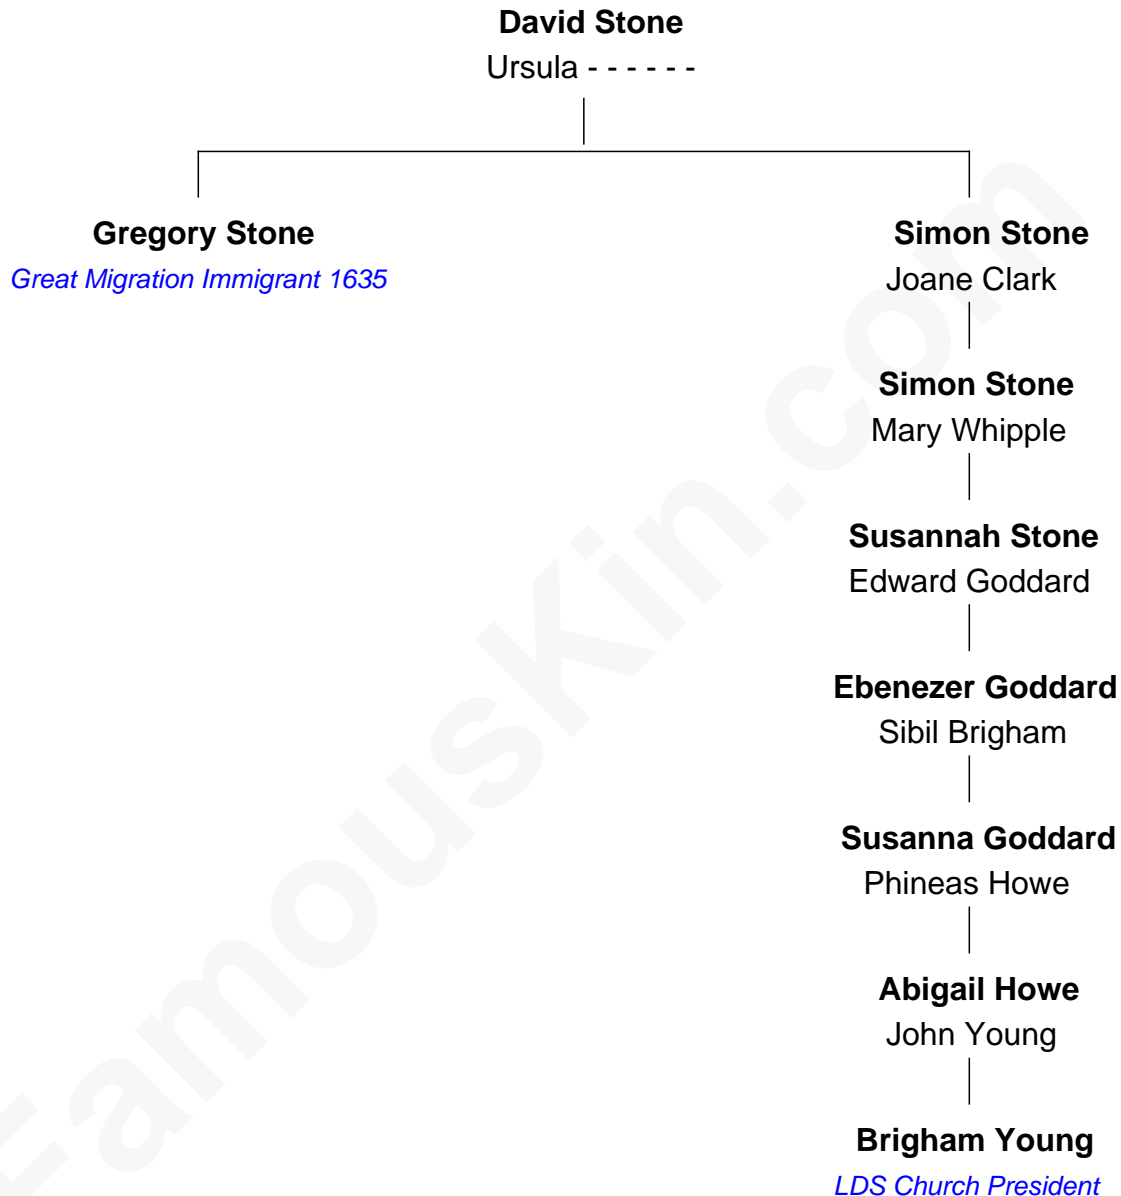 David Stone
Ursula - - - - - -
Gregory Stone
Great Migration Immigrant 1635
Simon Stone
Joane Clark
Simon Stone
Mary Whipple
Susannah Stone
Edward Goddard
Ebenezer Goddard
Sibil Brigham
Susanna Goddard
Phineas Howe
Abigail Howe
John Young
Brigham Young
LDS Church President
FamousKin.com